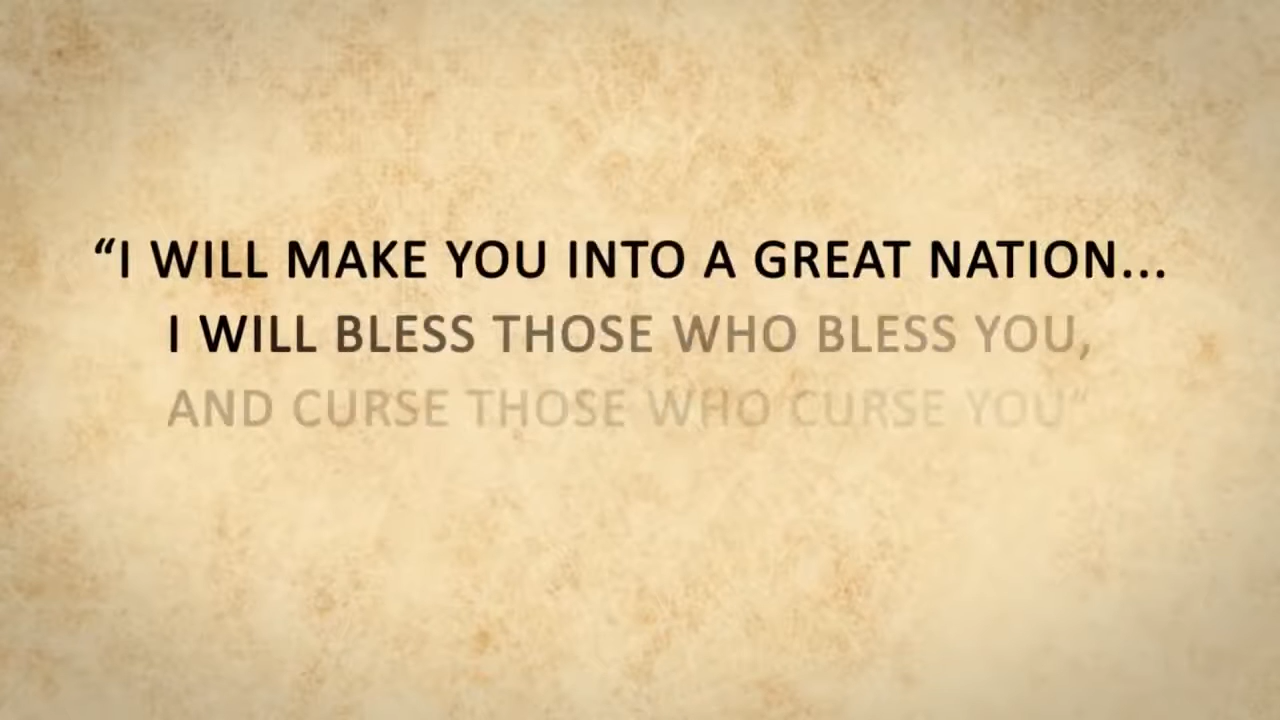 “I WILL MAKE YOU INTO A GREAT NATION...
I WILL BLESS THOSE WHO BLESS YOU,
AND CURSE THOSE WHO CURSE YOU”